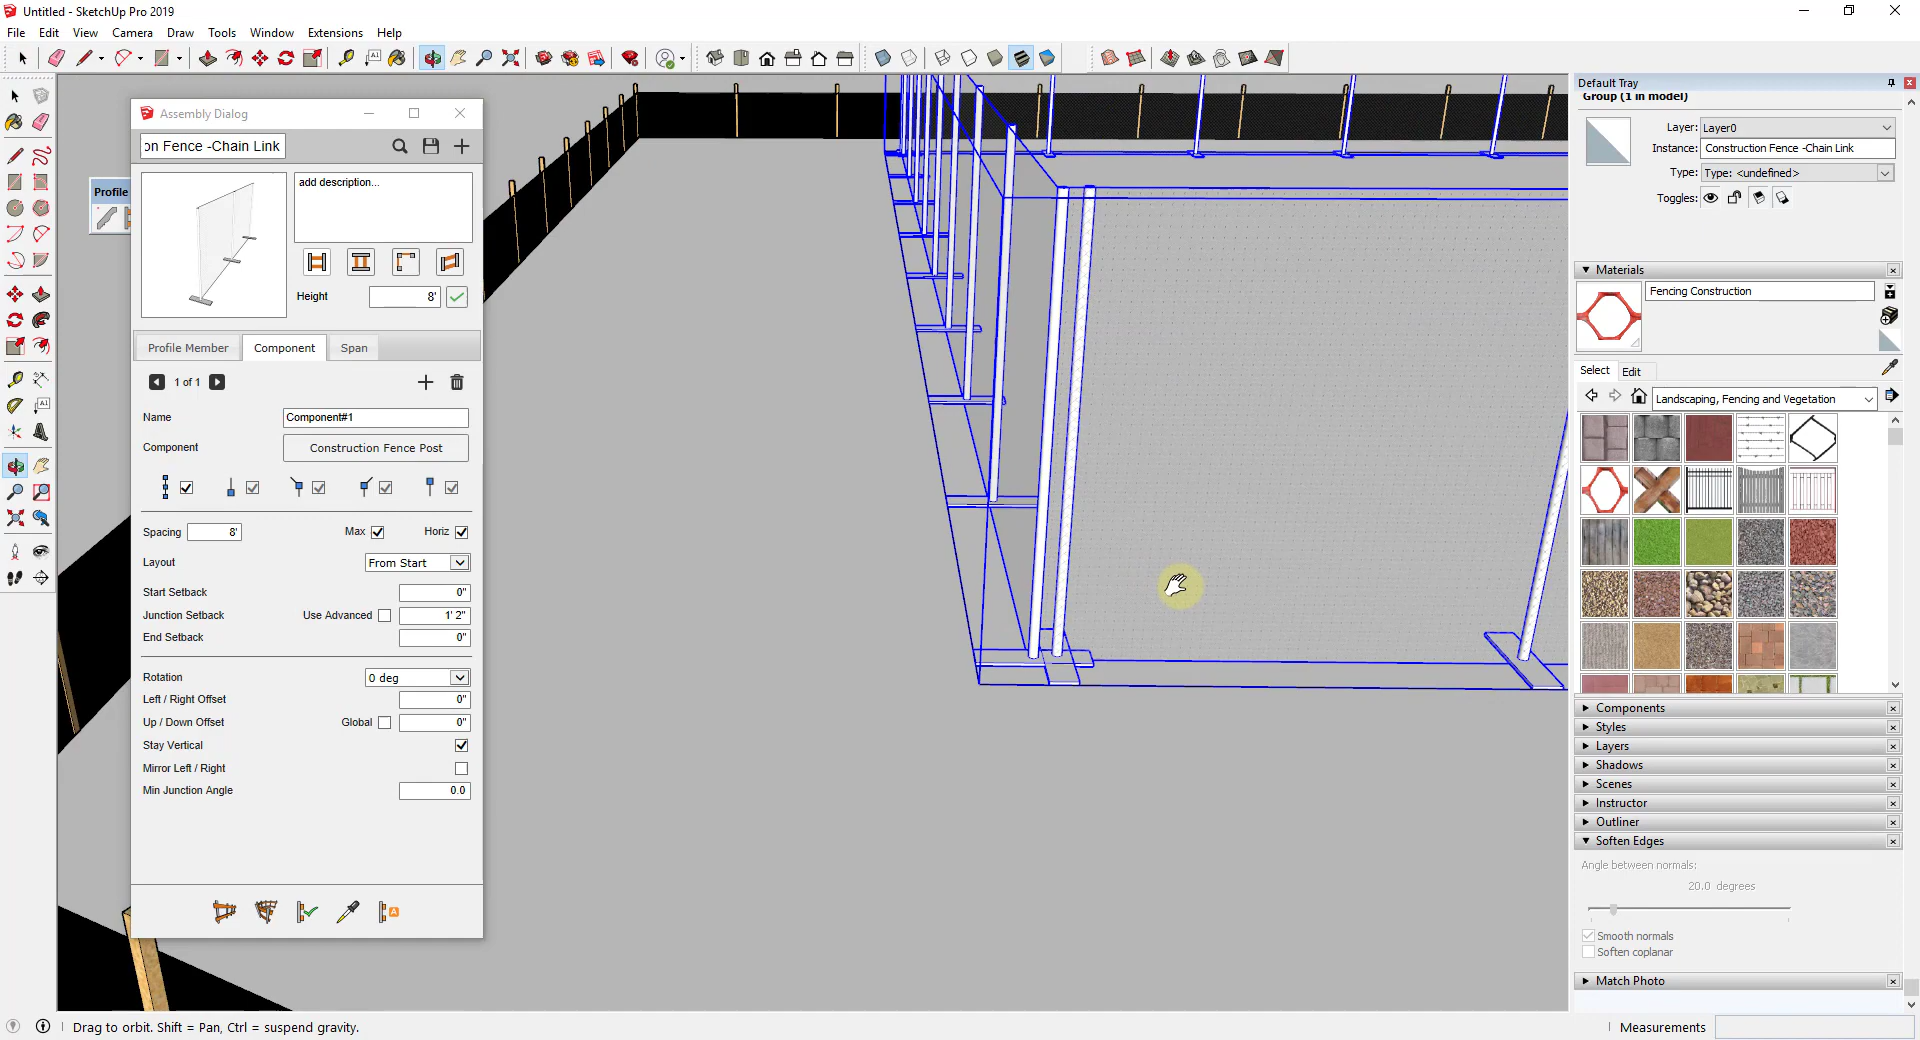 Untitled - SketchUp Pro 2019
File Edit View Camera Draw Tools Window Extensions Help
Default Tray
Group (1 in model)
Layer: Layer0
Instance: Construction Fence -Chain Link
Type: Type: <undefined>
Toggles:
Materials
Fencing Construction
Select Edit
Landscaping, Fencing and Vegetation
Components
Styles
Layers
Shadows
Scenes
Instructor
Outliner
Soften Edges
Angle between normals:
20.0 degrees
Smooth normals
Soften coplanar
Match Photo
Profile
Assembly Dialog
on Fence -Chain Link
add description...
Height 8'
Profile Member Component Span
1 of 1
Name Component#1
Component Construction Fence Post
Spacing 8' Max Horiz
Layout From Start
Start Setback 0"
Junction Setback Use Advanced 1' 2"
End Setback 0"
Rotation 0 deg
Left / Right Offset 0"
Up / Down Offset Global 0"
Stay Vertical
Mirror Left / Right
Min Junction Angle 0.0
Drag to orbit. Shift = Pan, Ctrl = suspend gravity.
Measurements